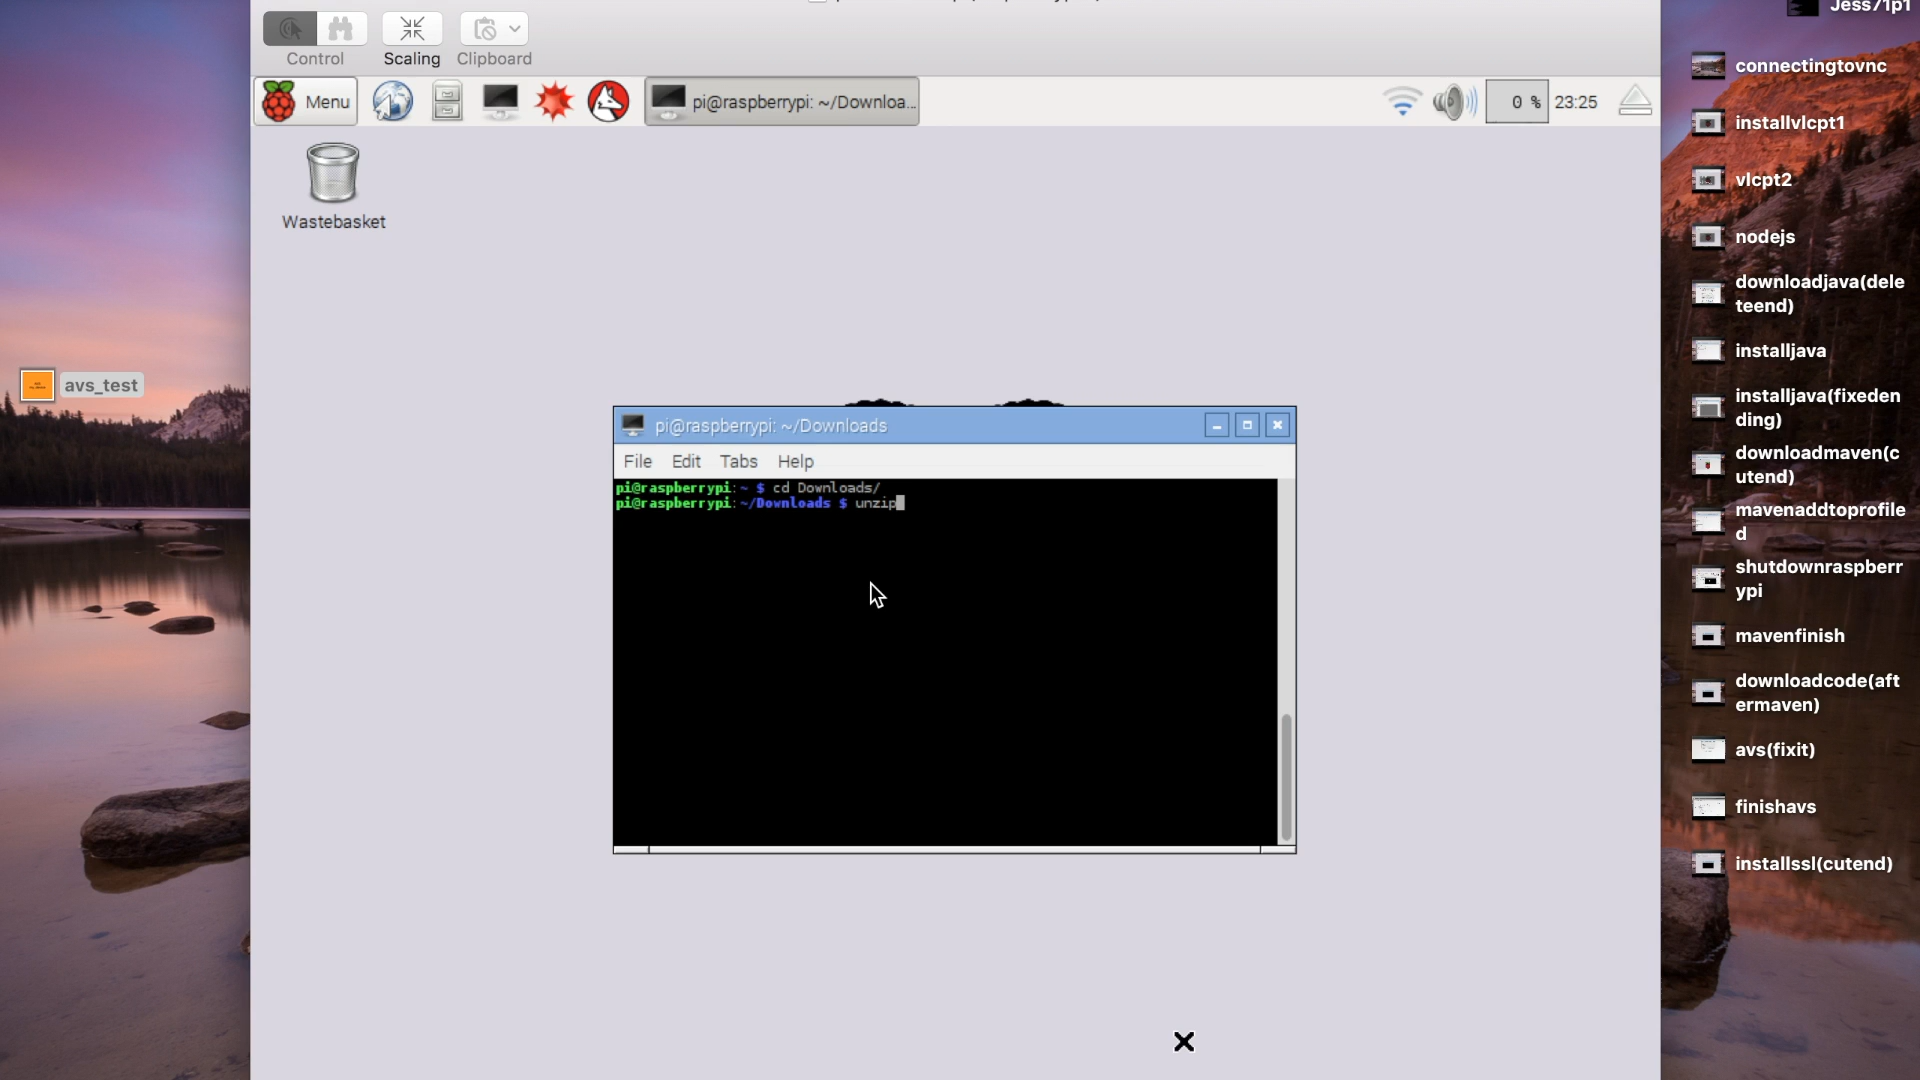 Jess71p1
Control
Scaling
Clipboard
Menu
pi@raspberrypi: ~/Downloa...
0 %
23:25
Wastebasket
avs_test
pi@raspberrypi: ~/Downloads
File Edit Tabs Help
pi@raspberrypi:~ $ cd Downloads/
pi@raspberrypi:~/Downloads $ unzip
connectingtovnc
installvlcpt1
vlcpt2
nodejs
downloadjava(dele
teend)
installjava
installjava(fixeden
ding)
downloadmaven(c
utend)
mavenaddtoprofile
d
shutdownraspberr
ypi
mavenfinish
downloadcode(aft
ermaven)
avs(fixit)
finishavs
installssl(cutend)